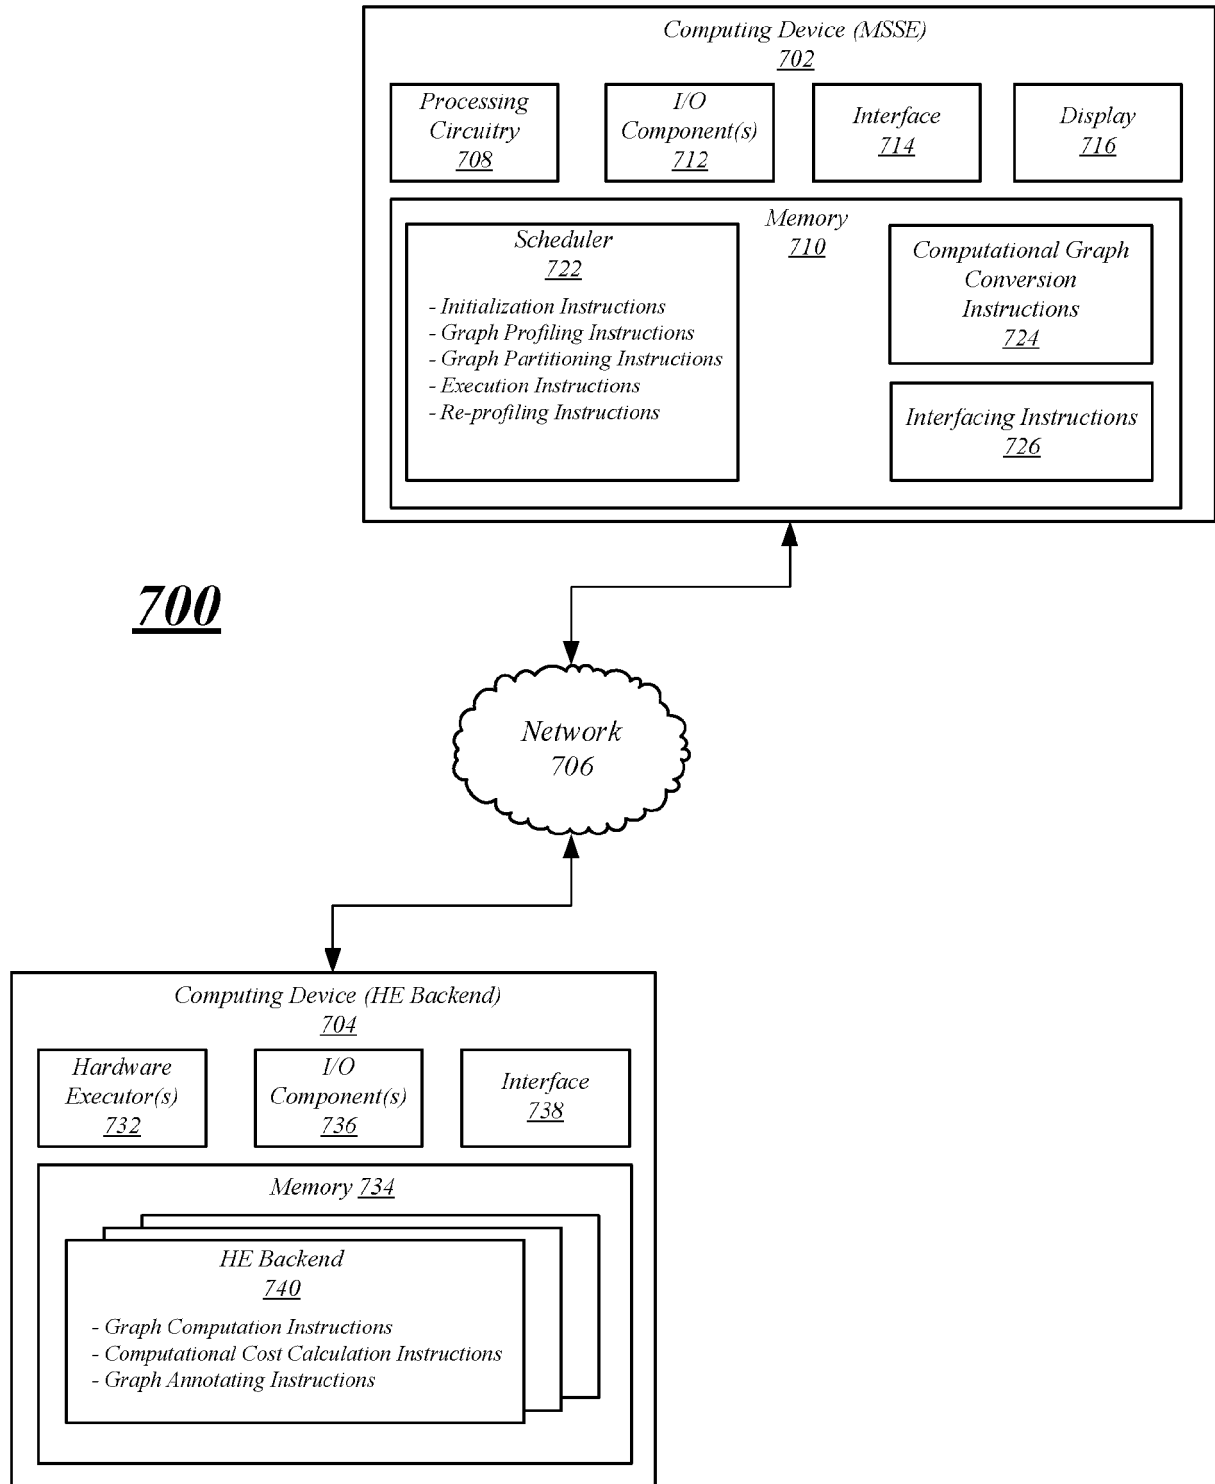 Computing Device (MSSE)
702
Processing
Circuitry
708
I/O
Component(s)
712
Interface
714
Display
716
Memory
710
Scheduler
722
- Initialization Instructions
- Graph Profiling Instructions
- Graph Partitioning Instructions
- Execution Instructions
- Re-profiling Instructions
Computational Graph
Conversion
Instructions
724
Interfacing Instructions
726
700
Network
706
Computing Device (HE Backend)
704
Hardware
Executor(s)
732
I/O
Component(s)
736
Interface
738
Memory 734
HE Backend
740
- Graph Computation Instructions
- Computational Cost Calculation Instructions
- Graph Annotating Instructions